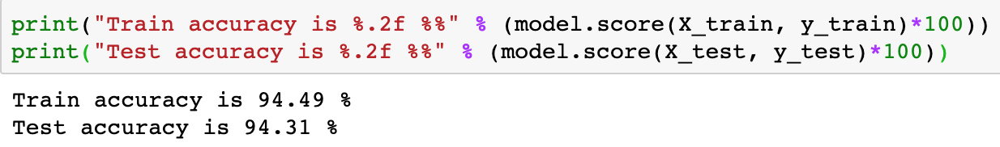 print("Train accuracy is %.2f %%" % (model.score(X_train, y_train)*100))
print("Test accuracy is %.2f %%" % (model.score(X_test, y_test)*100))
Train accuracy is 94.49 %
Test accuracy is 94.31 %